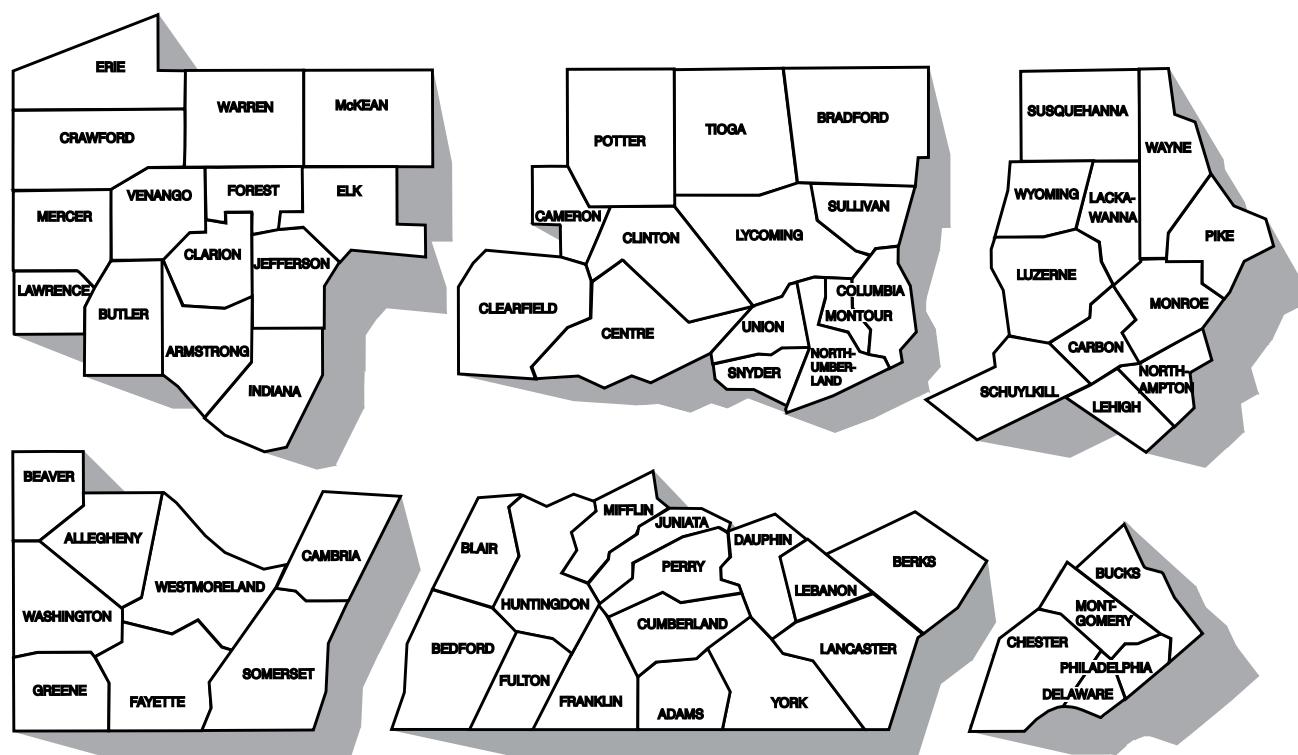 ERIE
WARREN
McKEAN
CRAWFORD
VENANGO
FOREST
ELK
MERCER
CLARION
JEFFERSON
LAWRENCE
BUTLER
ARMSTRONG
INDIANA
POTTER
TIOGA
BRADFORD
CAMERON
CLINTON
LYCOMING
SULLIVAN
CLEARFIELD
CENTRE
UNION
COLUMBIA
MONTOUR
SNYDER
NORTH-
UMBER-
LAND
SUSQUEHANNA
WAYNE
WYOMING
LACKA-
WANNA
PIKE
LUZERNE
MONROE
CARBON
SCHUYLKILL
LEHIGH
NORTH-
AMPTON
BEAVER
ALLEGHENY
WESTMORELAND
CAMBRIA
WASHINGTON
GREENE
FAYETTE
SOMERSET
MIFFLIN
JUNIATA
BLAIR
DAUPHIN
PERRY
BERKS
LEBANON
HUNTINGDON
CUMBERLAND
BEDFORD
LANCASTER
FULTON
FRANKLIN
ADAMS
YORK
BUCKS
MONT-
GOMERY
CHESTER
PHILADELPHIA
DELAWARE